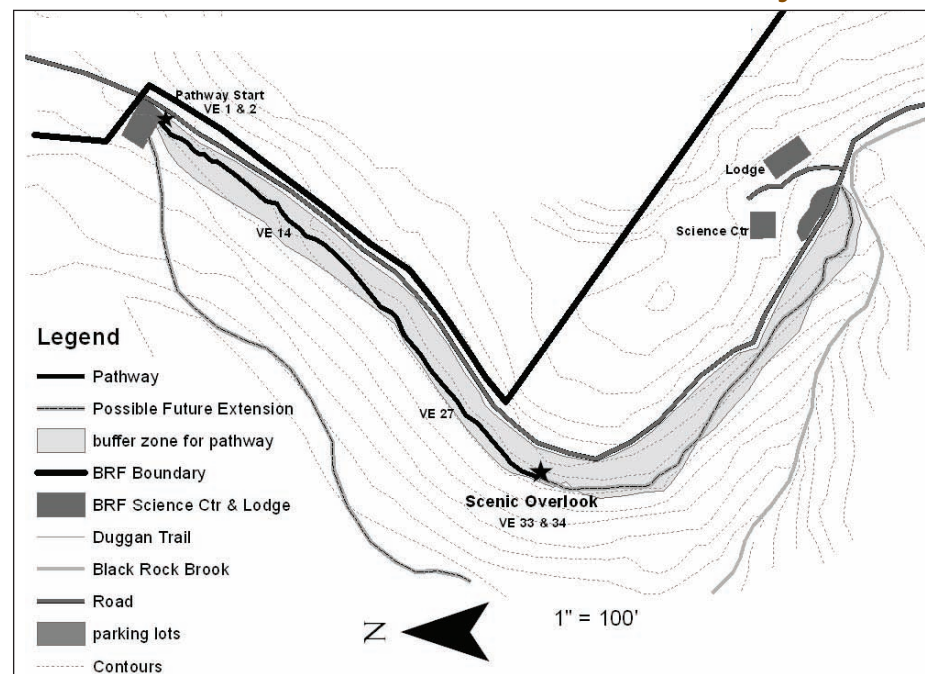 Pathway Start
VE 1 & 2
Lodge
Science Ctr
VE 14
VE 27
Scenic Overlook
VE 33 & 34
Legend
Pathway
Possible Future Extension
buffer zone for pathway
BRF Boundary
BRF Science Ctr & Lodge
Duggan Trail
Black Rock Brook
Road
parking lots
Contours
N
1" = 100'